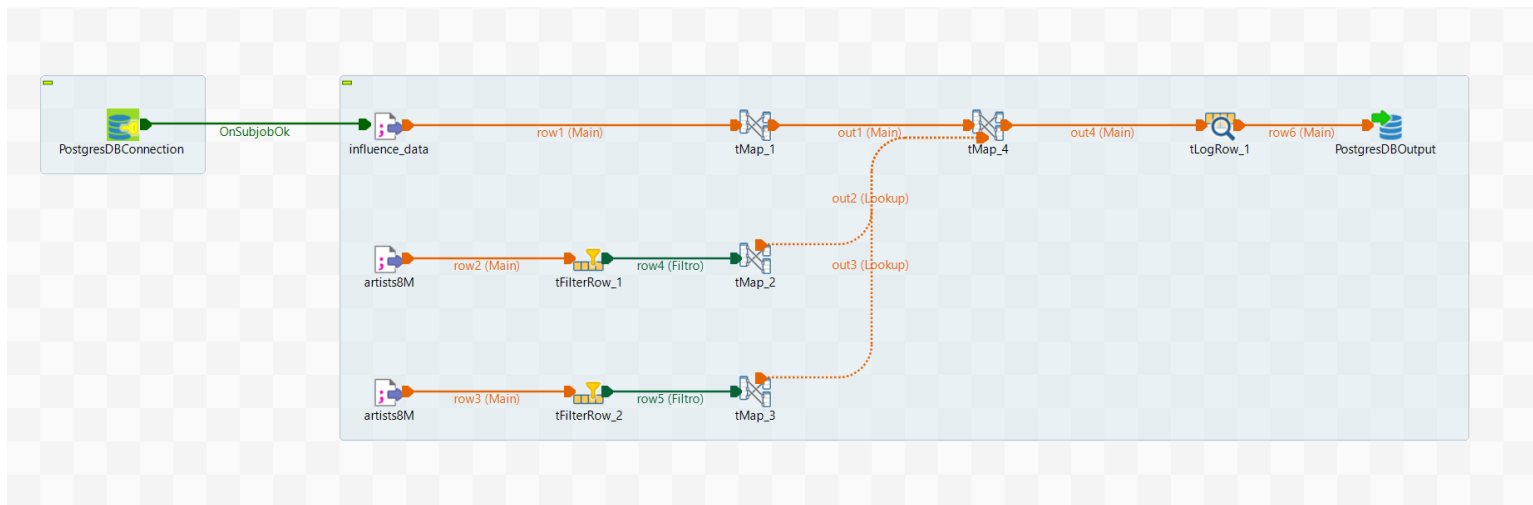 OnSubjobOk
PostgresDBConnection
influence_data
row1 (Main)
tMap_1
out1 (Main)
tMap_4
out4 (Main)
tLogRow_1
row6 (Main)
PostgresDBOutput
out2 (Lookup)
artists8M
row2 (Main)
tFilterRow_1
row4 (Filtro)
tMap_2
out3 (Lookup)
artists8M
row3 (Main)
tFilterRow_2
row5 (Filtro)
tMap_3